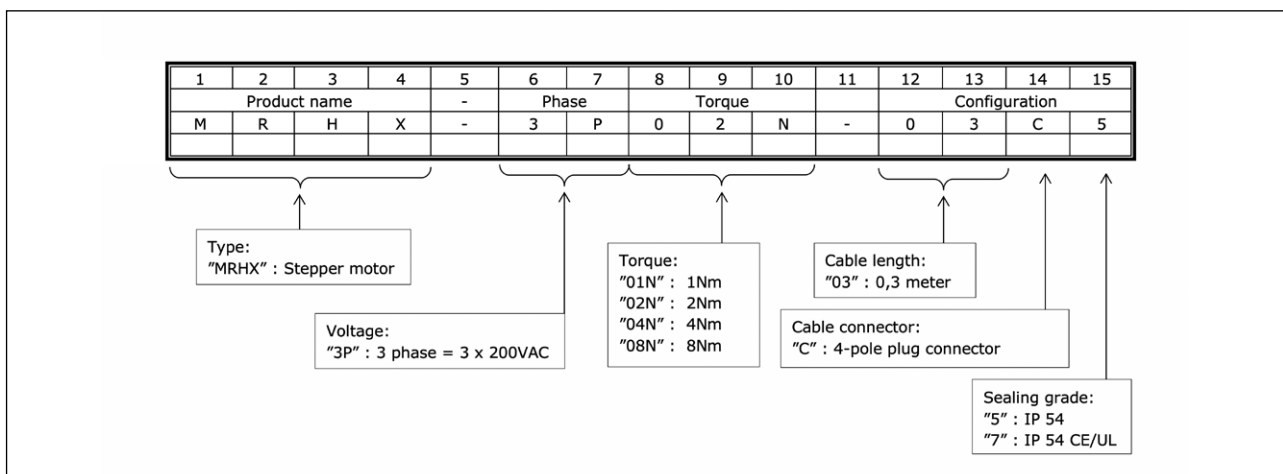 1 2 3 4 5 6 7 8 9 10 11 12 13 14 15
Product name - Phase Torque Configuration
M R H X - 3 P 0 2 N - 0 3 C 5
Type:
"MRHX" : Stepper motor
Voltage:
"3P" : 3 phase = 3 x 200VAC
Torque:
"01N" : 1Nm
"02N" : 2Nm
"04N" : 4Nm
"08N" : 8Nm
Cable length:
"03" : 0,3 meter
Cable connector:
"C" : 4-pole plug connector
Sealing grade:
"5" : IP 54
"7" : IP 54 CE/UL